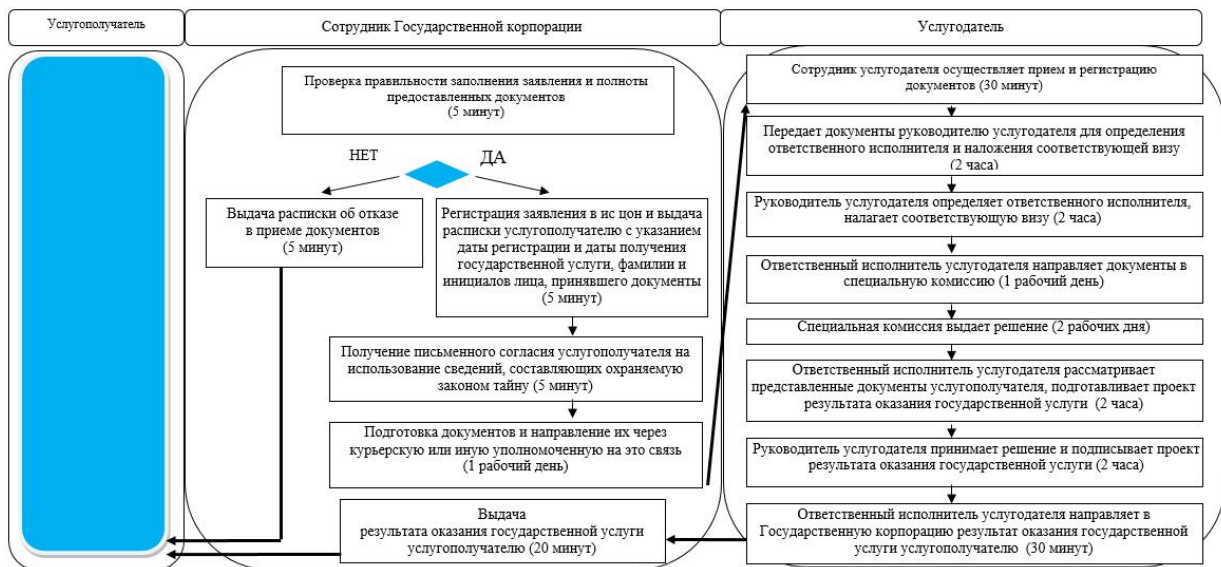 Услугополучатель
Сотрудник Государственной корпорации
Услугодатель
Проверка правильности заполнения заявления и полноты
предоставленных документов
(5 минут)
НЕТ
ДА
Выдача расписки об отказе
в приеме документов
(5 минут)
Регистрация заявления в ис цон и выдача
расписки услугополучателю с указанием
даты регистрации и даты получения
государственной услуги, фамилии и
инициалов лица, принявшего документы
(5 минут)
Получение письменного согласия услугополучателя на
использование сведений, составляющих охраняемую
законом тайну (5 минут)
Подготовка документов и направление их через
курьерскую или иную уполномоченную на это связь
(1 рабочий день)
Выдача
результата оказания государственной услуги
услугополучателю (20 минут)
Сотрудник услугодателя осуществляет прием и регистрацию
документов (30 минут)
Передает документы руководителю услугодателя для определения
ответственного исполнителя и наложения соответствующей визу
(2 часа)
Руководитель услугодателя определяет ответственного исполнителя,
налагает соответствующую визу (2 часа)
Ответственный исполнитель услугодателя направляет документы в
специальную комиссию (1 рабочий день)
Специальная комиссия выдает решение (2 рабочих дня)
Ответственный исполнитель услугодателя рассматривает
представленные документы услугополучателя, подготавливает проект
результата оказания государственной услуги (2 часа)
Руководитель услугодателя принимает решение и подписывает проект
результата оказания государственной услуги (2 часа)
Ответственный исполнитель услугодателя направляет в
Государственную корпорацию результат оказания государственной
услуги услугополучателю (30 минут)